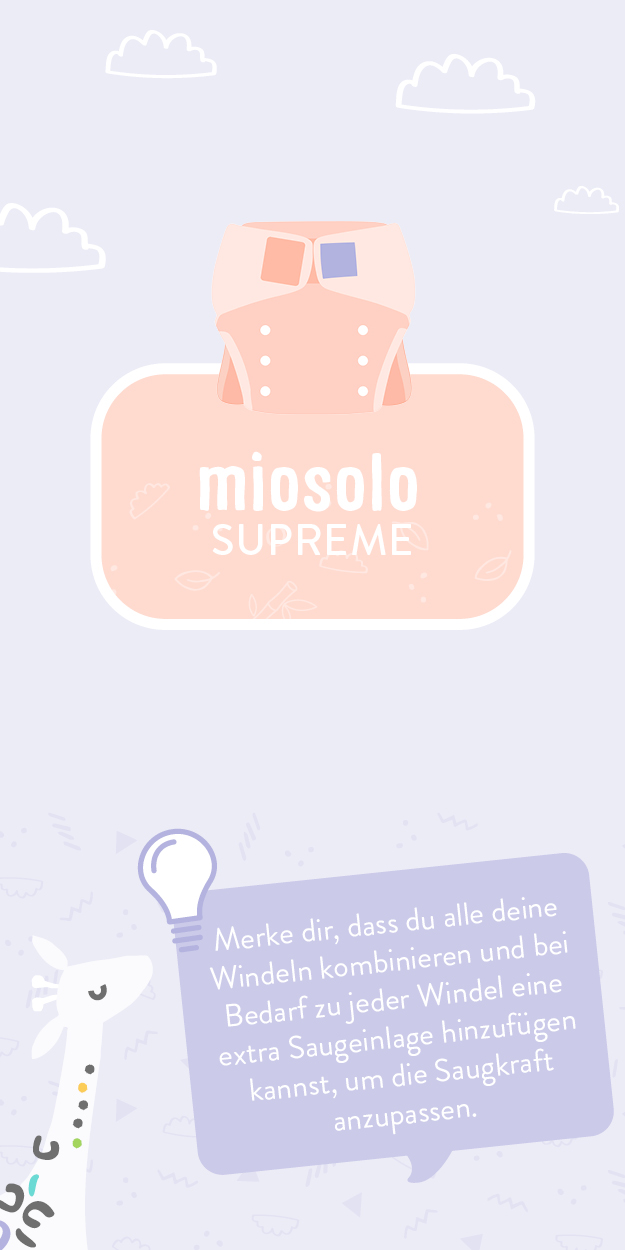 miosolo
SUPREME
Merke dir, dass du alle deine
Windeln kombinieren und bei
Bedarf zu jeder Windel eine
extra Saugeinlage hinzufügen
kannst, um die Saugkraft
anzupassen.